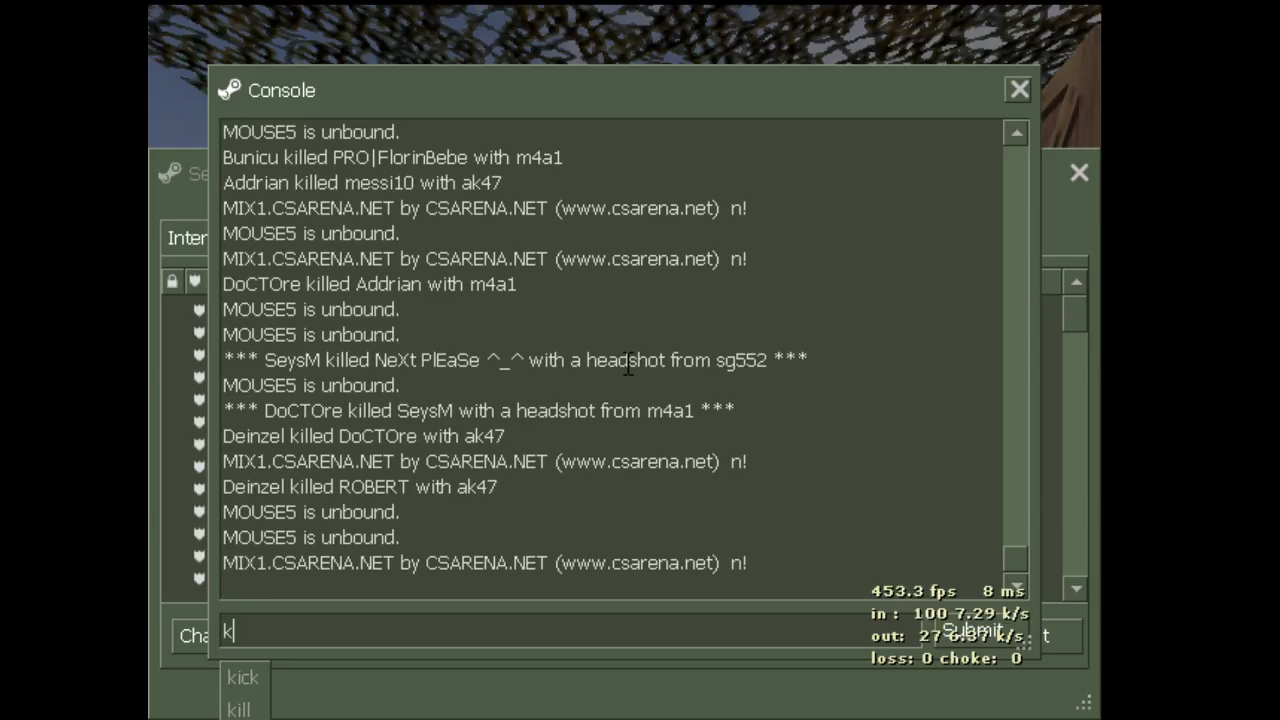 Console
Se
MOUSE5 is unbound.
Bunicu killed PRO|FlorinBebe with m4a1
Addrian killed messi10 with ak47
MIX1.CSARENA.NET by CSARENA.NET (www.csarena.net)  n!
Inter
MOUSE5 is unbound.
MIX1.CSARENA.NET by CSARENA.NET (www.csarena.net)  n!
DoCTOre killed Addrian with m4a1
MOUSE5 is unbound.
MOUSE5 is unbound.
*** SeysM killed NeXt PlEaSe ^_^ with a headshot from sg552 ***
MOUSE5 is unbound.
*** DoCTOre killed SeysM with a headshot from m4a1 ***
Deinzel killed DoCTOre with ak47
MIX1.CSARENA.NET by CSARENA.NET (www.csarena.net)  n!
Deinzel killed ROBERT with ak47
MOUSE5 is unbound.
MOUSE5 is unbound.
MIX1.CSARENA.NET by CSARENA.NET (www.csarena.net)  n!
453.3 fps 8 ms
in : 100 7.29 k/s
k
Submit
Cha
t
out: 27 6.37 k/s
loss: 0 choke: 0
kick
kill